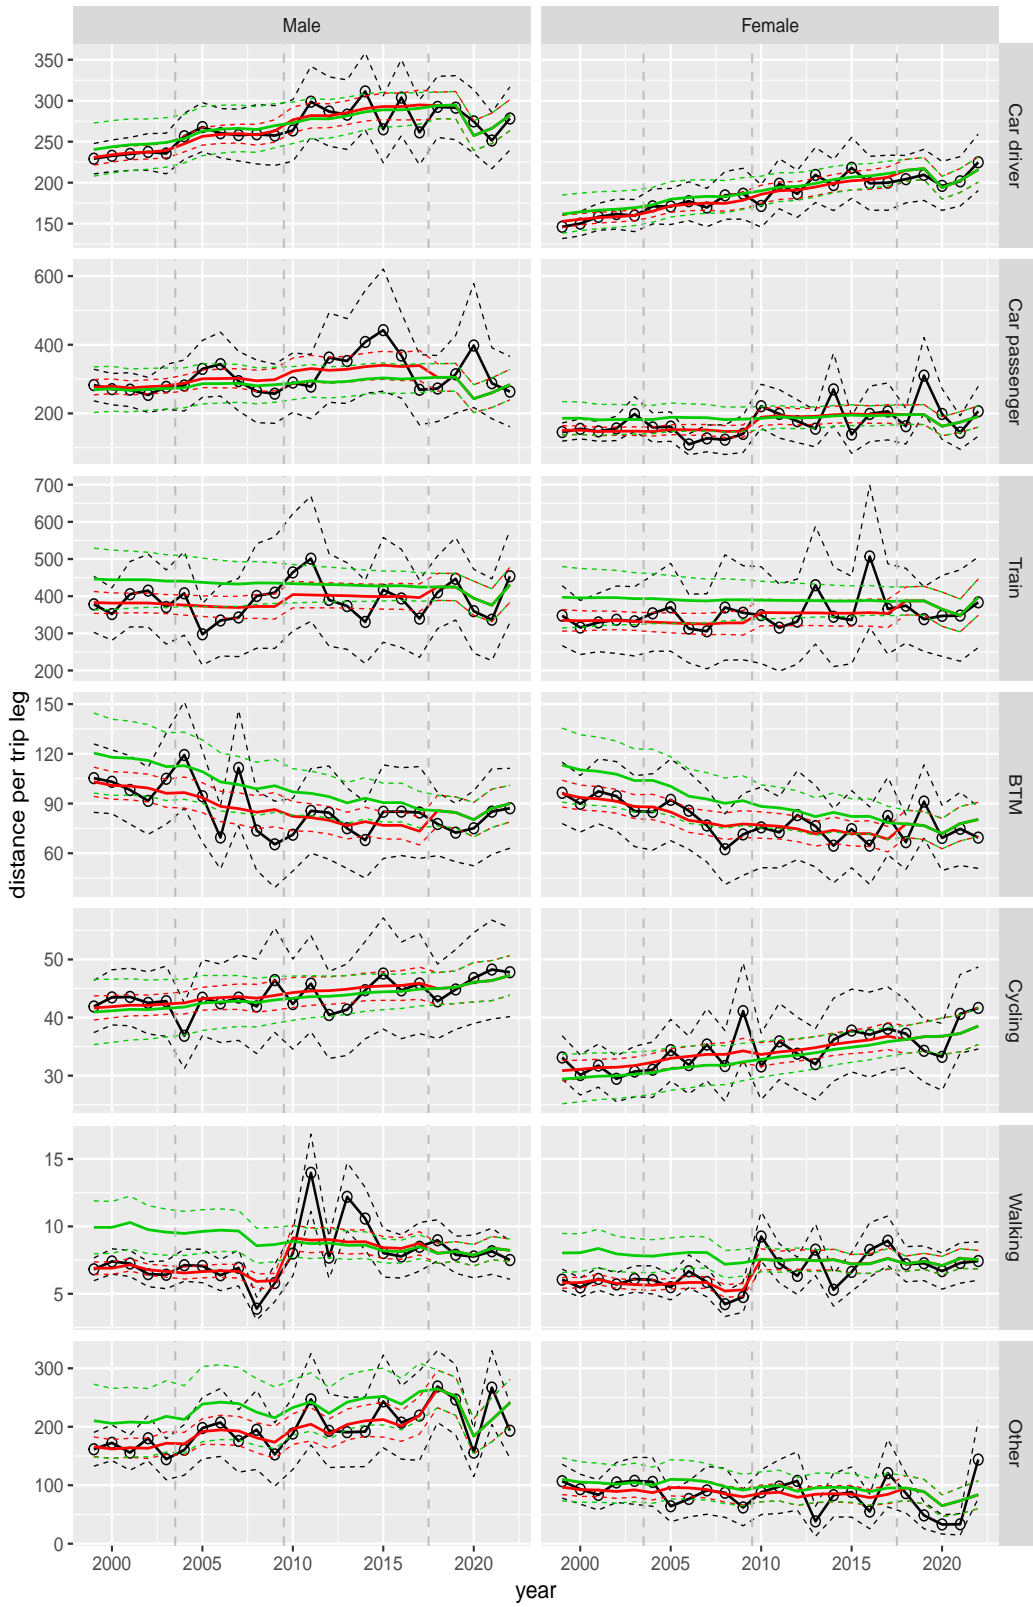 Male Female
350
300
250
200
150
Car driver
600
400
200
Car passenger
700
600
500
400
300
200
Train
150
120
90
60
BTM
50
40
30
Cycling
15
10
5
Walking
300
200
100
0
Other
2000 2005 2010 2015 2020 2000 2005 2010 2015 2020
year
distance per trip leg